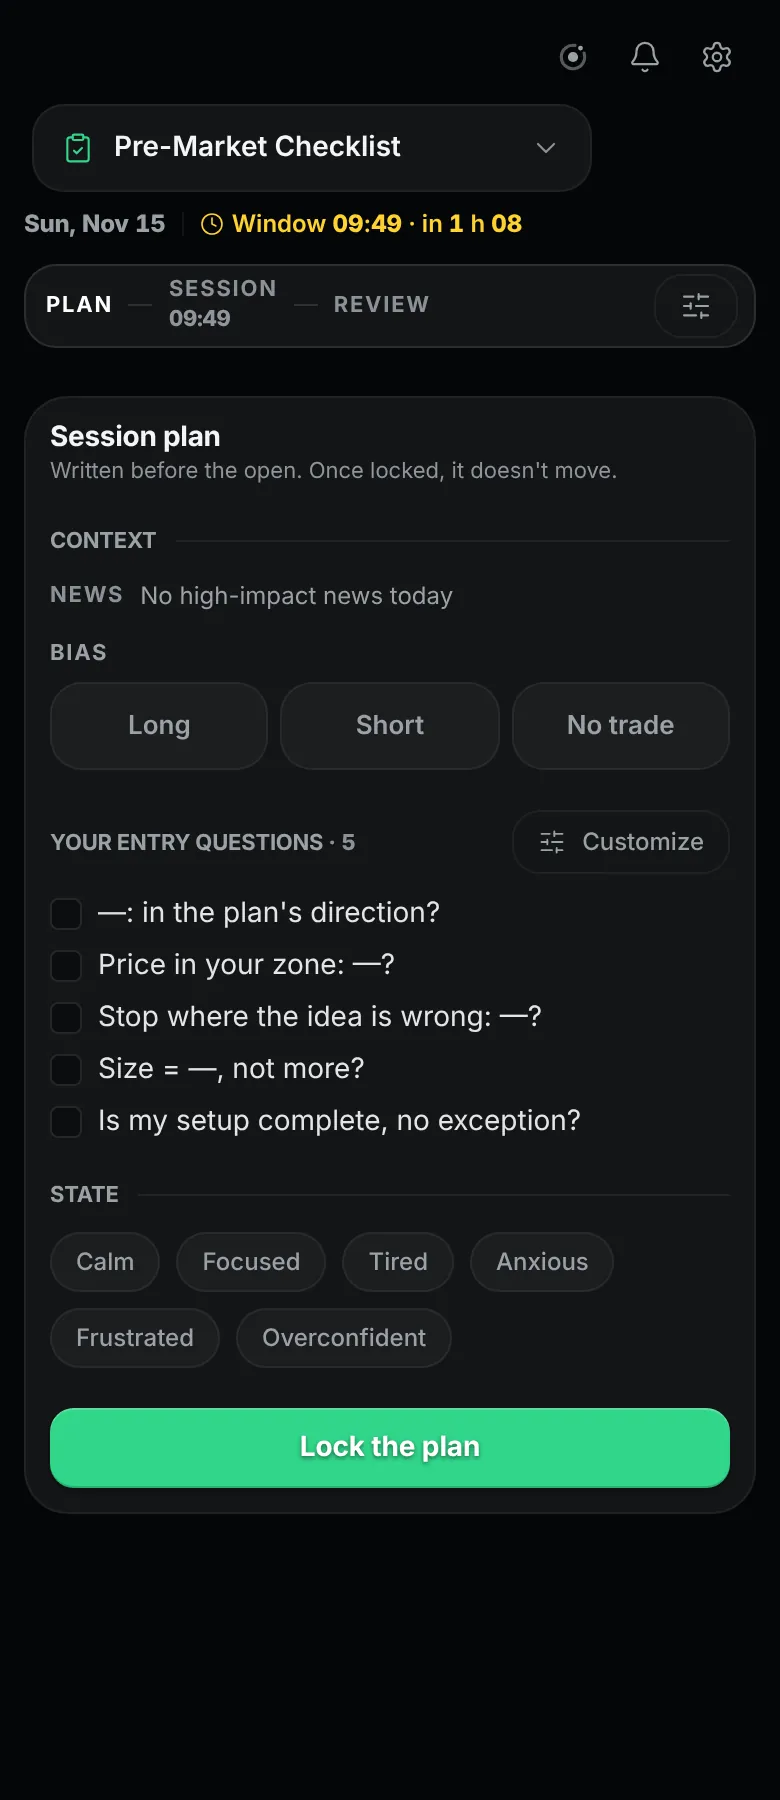 Pre-Market Checklist
Sun, Nov 15
Window 09:49 · in 1 h 08
PLAN — SESSION 09:49 — REVIEW
Session plan
Written before the open. Once locked, it doesn't move.
CONTEXT
NEWS No high-impact news today
BIAS
Long Short No trade
YOUR ENTRY QUESTIONS · 5 Customize
—: in the plan's direction?
Price in your zone: —?
Stop where the idea is wrong: —?
Size = —, not more?
Is my setup complete, no exception?
STATE
Calm Focused Tired Anxious
Frustrated Overconfident
Lock the plan